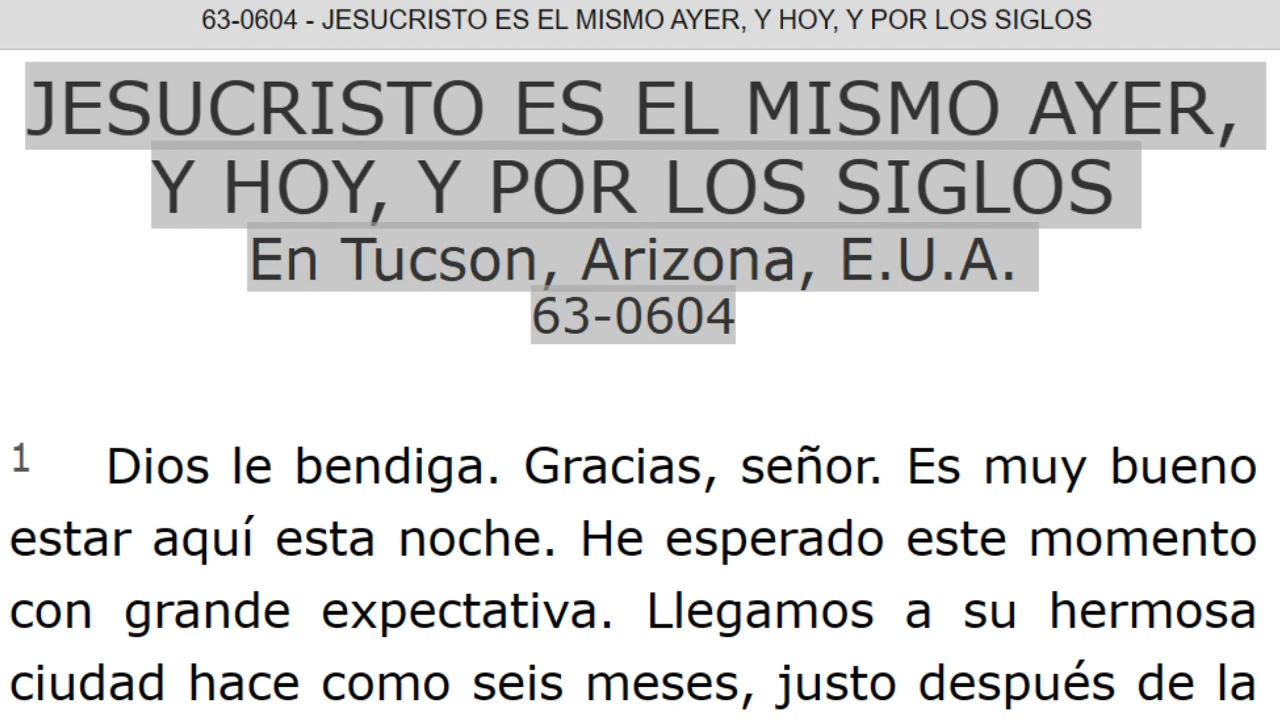 63-0604 - JESUCRISTO ES EL MISMO AYER, Y HOY, Y POR LOS SIGLOS
JESUCRISTO ES EL MISMO AYER,
Y HOY, Y POR LOS SIGLOS
En Tucson, Arizona, E.U.A.
63-0604
1 Dios le bendiga. Gracias, señor. Es muy bueno
estar aquí esta noche. He esperado este momento
con grande expectativa. Llegamos a su hermosa
ciudad hace como seis meses, justo después de la